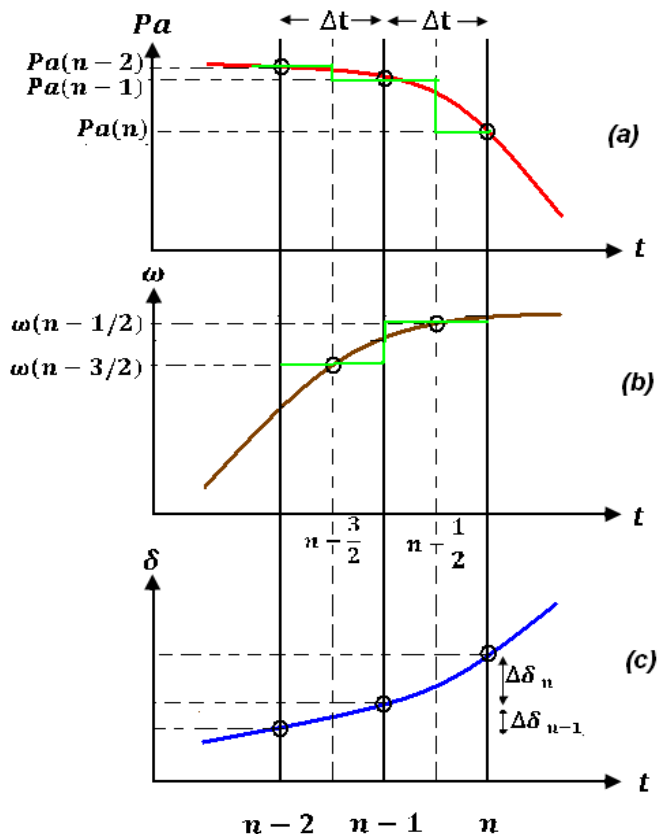 Pa
Δt
Δt
Pa(n − 2)
Pa(n − 1)
Pa(n)
(a)
t
ω
ω(n − 1/2)
ω(n − 3/2)
(b)
t
n − 3/2
n − 1/2
δ
(c)
Δδ n
Δδ n−1
t
n − 2
n − 1
n